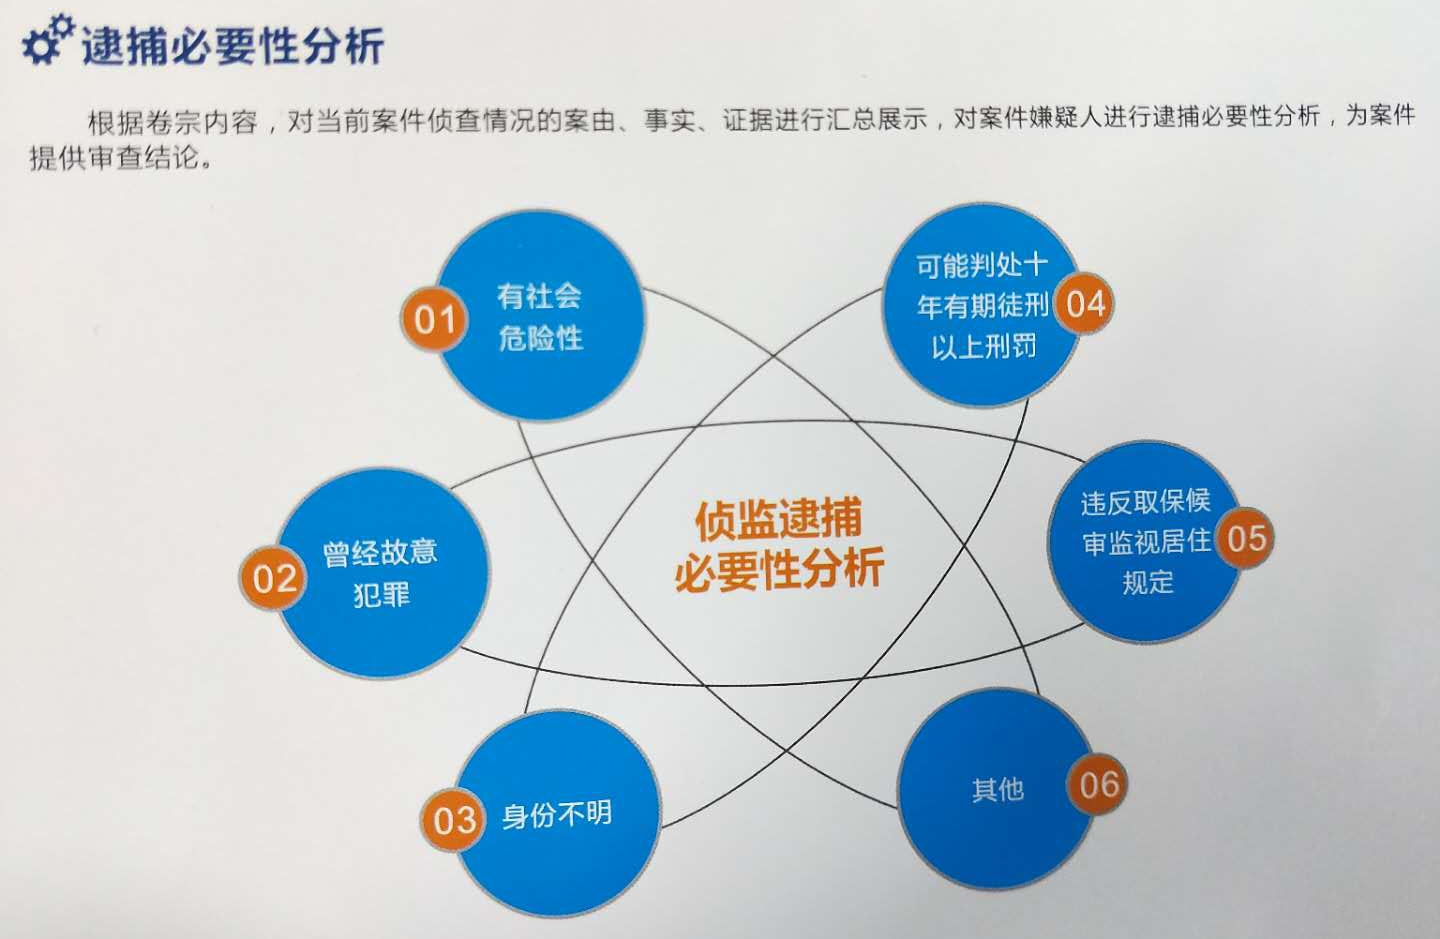 逮捕必要性分析
根据卷宗内容，对当前案件侦查情况的案由、事实、证据进行汇总展示，对案件嫌疑人进行逮捕必要性分析，为案件
提供审查结论。
01
有社会
危险性
可能判处十
年有期徒刑
以上刑罚
04
02
曾经故意
犯罪
侦监逮捕
必要性分析
违反取保候
审监视居住
规定
05
03
身份不明
其他
06